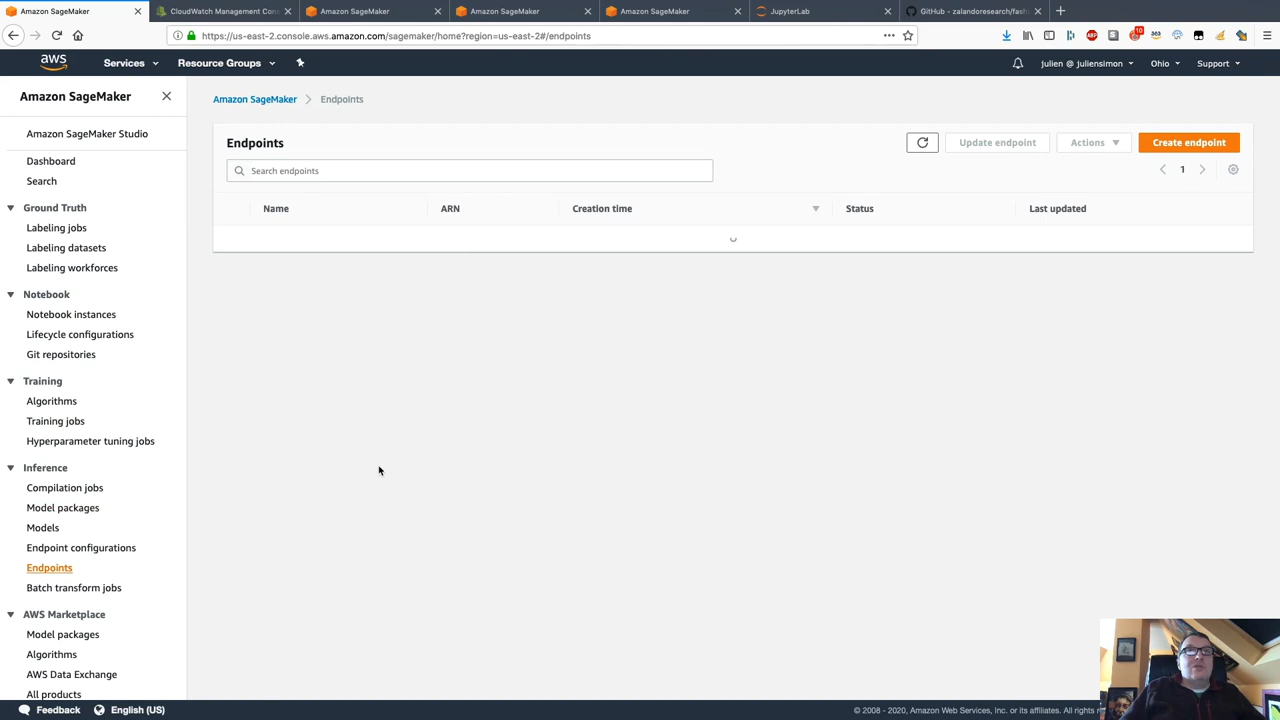 Amazon SageMaker
CloudWatch Management Con
Amazon SageMaker
Amazon SageMaker
Amazon SageMaker
JupyterLab
GitHub - zalandoresearch/fash
https://us-east-2.console.aws.amazon.com/sagemaker/home?region=us-east-2#/endpoints
10
aws
Services
Resource Groups
julien @ juliensimon
Ohio
Support
Amazon SageMaker
Amazon SageMaker Studio
Dashboard
Search
Ground Truth
Labeling jobs
Labeling datasets
Labeling workforces
Notebook
Notebook instances
Lifecycle configurations
Git repositories
Training
Algorithms
Training jobs
Hyperparameter tuning jobs
Inference
Compilation jobs
Model packages
Models
Endpoint configurations
Endpoints
Batch transform jobs
AWS Marketplace
Model packages
Algorithms
AWS Data Exchange
All products
Amazon SageMaker
Endpoints
Endpoints
Update endpoint
Actions
Create endpoint
Search endpoints
1
Name
ARN
Creation time
Status
Last updated
Feedback
English (US)
© 2008 - 2020, Amazon Web Services, Inc. or its affiliates. All rights